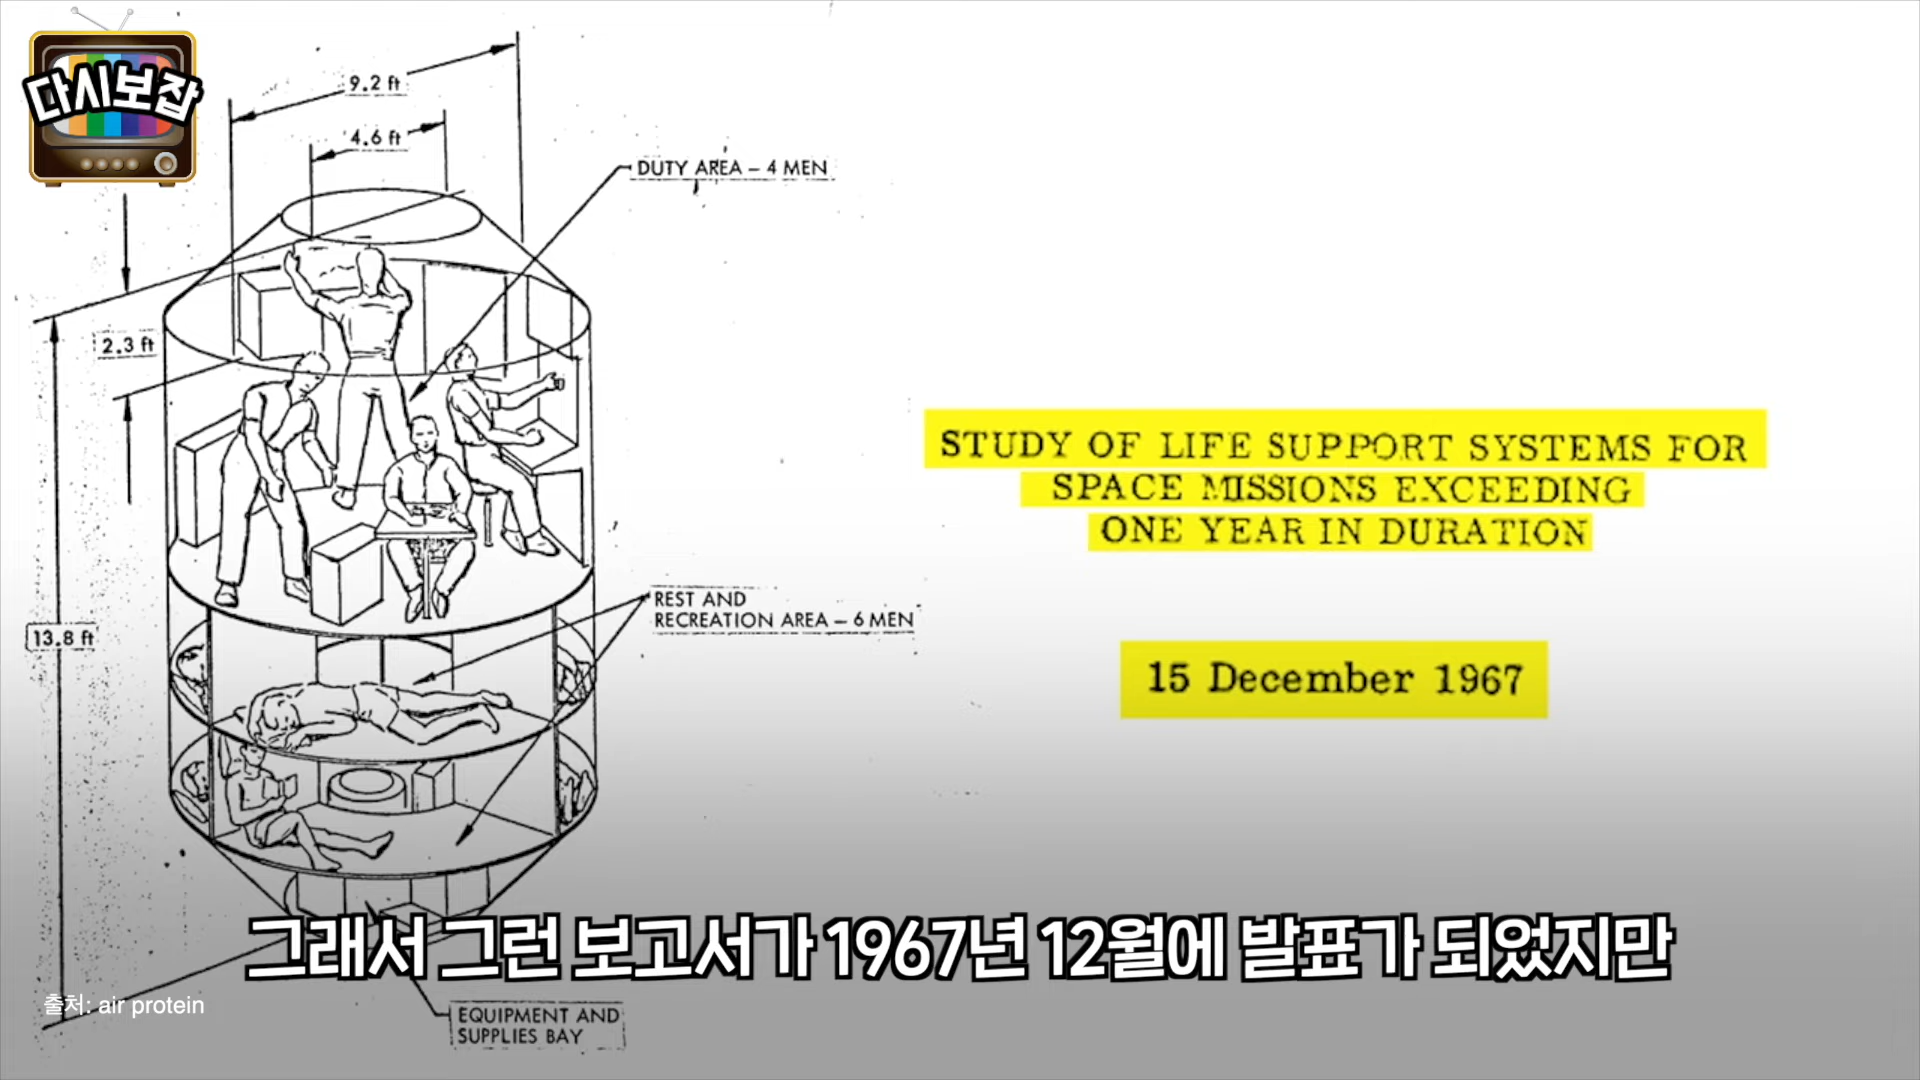 다시보잡
9.2 ft
4.6 ft
DUTY AREA – 4 MEN
2.3 ft
STUDY OF LIFE SUPPORT SYSTEMS FOR
SPACE MISSIONS EXCEEDING
ONE YEAR IN DURATION
REST AND
RECREATION AREA – 6 MEN
13.8 ft
15 December 1967
그래서 그런 보고서가 1967년 12월에 발표가 되었지만
출처: air protein
EQUIPMENT AND
SUPPLIES BAY